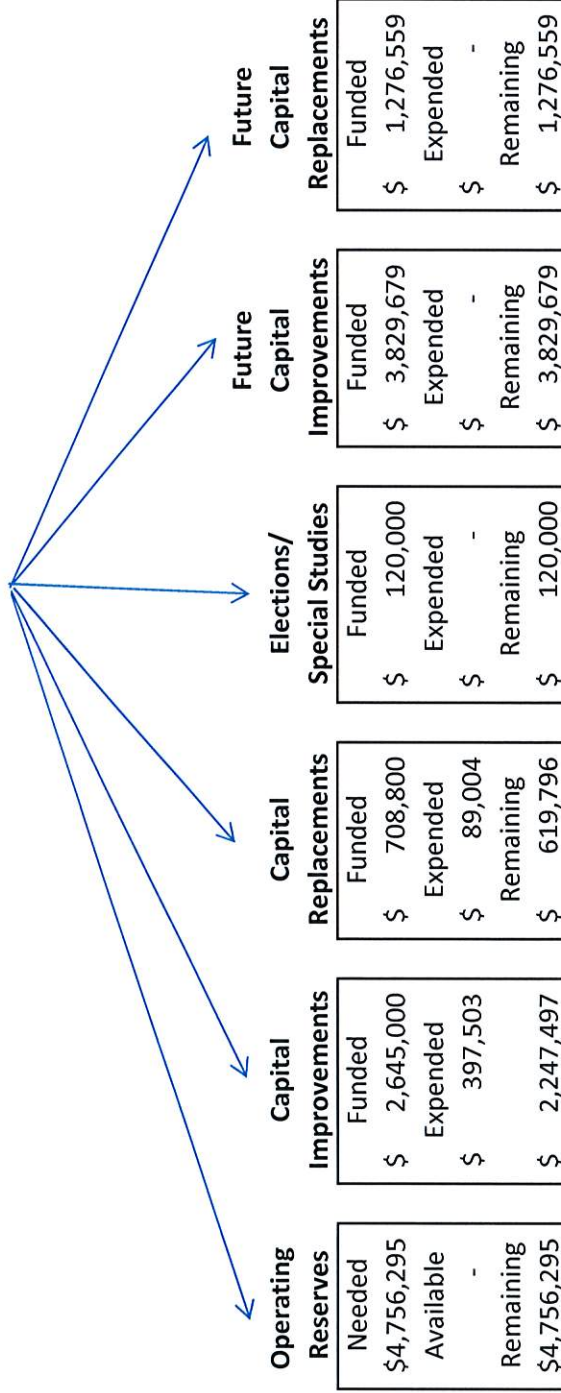 Operating
Reserves
Needed
$4,756,295
Available
-
Remaining
$4,756,295
Capital
Improvements
Funded
$ 2,645,000
Expended
$ 397,503
$ 2,247,497
Capital
Replacements
Funded
$ 708,800
Expended
$ 89,004
Remaining
$ 619,796
Elections/
Special Studies
Funded
$ 120,000
Expended
$ -
Remaining
$ 120,000
Future
Capital
Improvements
Funded
$ 3,829,679
Expended
$ -
Remaining
$ 3,829,679
Future
Capital
Replacements
Funded
$ 1,276,559
Expended
$ -
Remaining
$ 1,276,559